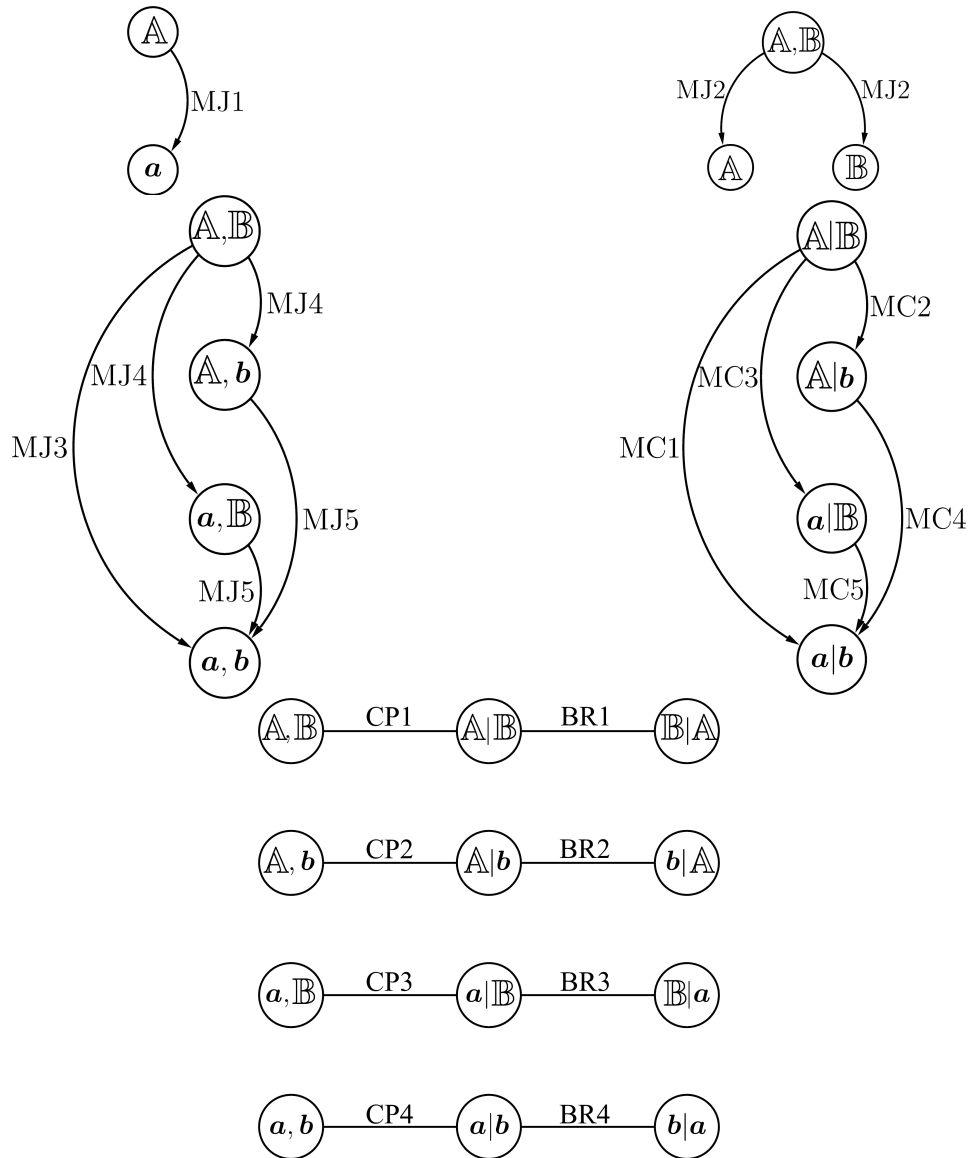 𝔸
MJ1
𝒂
𝔸,𝔹
MJ2 MJ2
𝔸 𝔹
𝔸,𝔹
MJ4
𝔸, 𝒃
MJ4
MJ3
𝒂,𝔹
MJ5
MJ5
𝒂, 𝒃
𝔸|𝔹
MC2
𝔸|𝒃
MC3
MC1
𝒂|𝔹
MC4
MC5
𝒂|𝒃
𝔸,𝔹 CP1 𝔸|𝔹 BR1 𝔹|𝔸
𝔸, 𝒃 CP2 𝔸|𝒃 BR2 𝒃|𝔸
𝒂,𝔹 CP3 𝒂|𝔹 BR3 𝔹|𝒂
𝒂, 𝒃 CP4 𝒂|𝒃 BR4 𝒃|𝒂